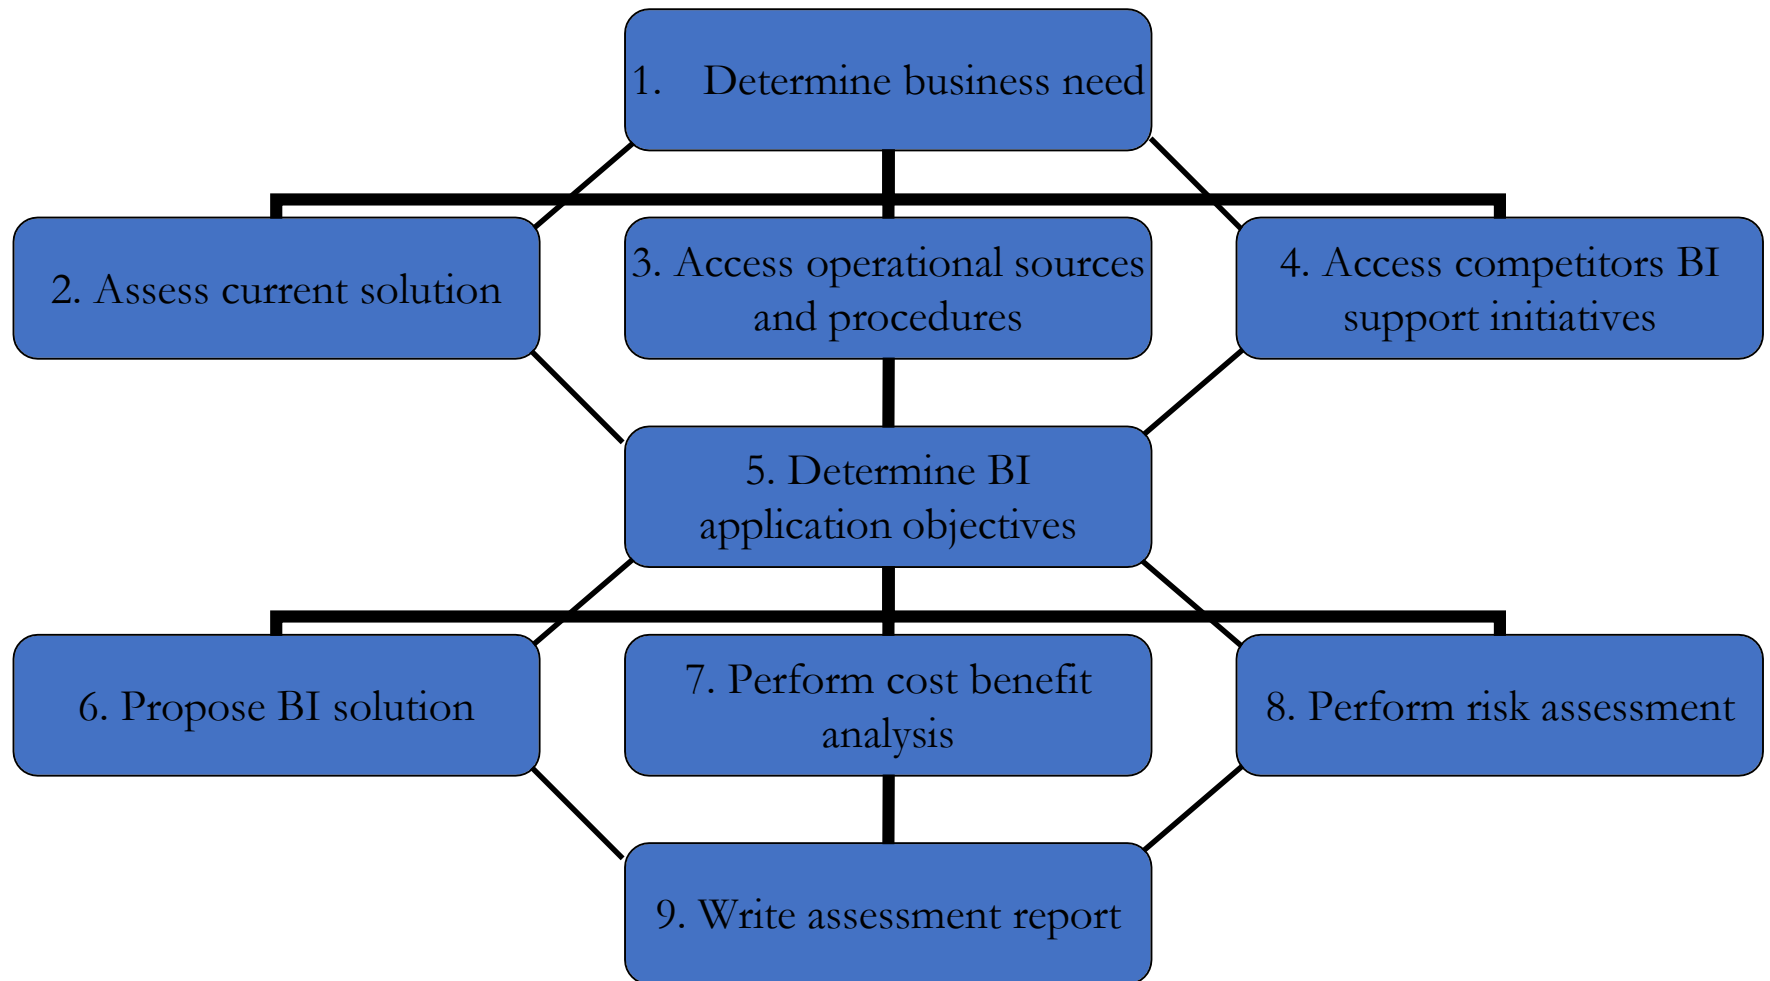 1. Determine business need
2. Assess current solution
3. Access operational sources
and procedures
4. Access competitors BI
support initiatives
5. Determine BI
application objectives
6. Propose BI solution
7. Perform cost benefit
analysis
8. Perform risk assessment
9. Write assessment report